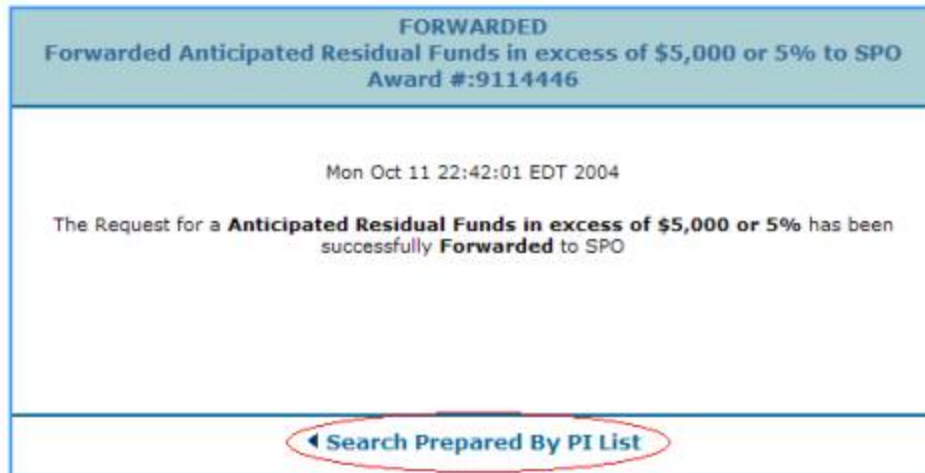 FORWARDED
Forwarded Anticipated Residual Funds in excess of $5,000 or 5% to SPO
Award #:9114446
Mon Oct 11 22:42:01 EDT 2004
The Request for a Anticipated Residual Funds in excess of $5,000 or 5% has been
successfully Forwarded to SPO
Search Prepared By PI List